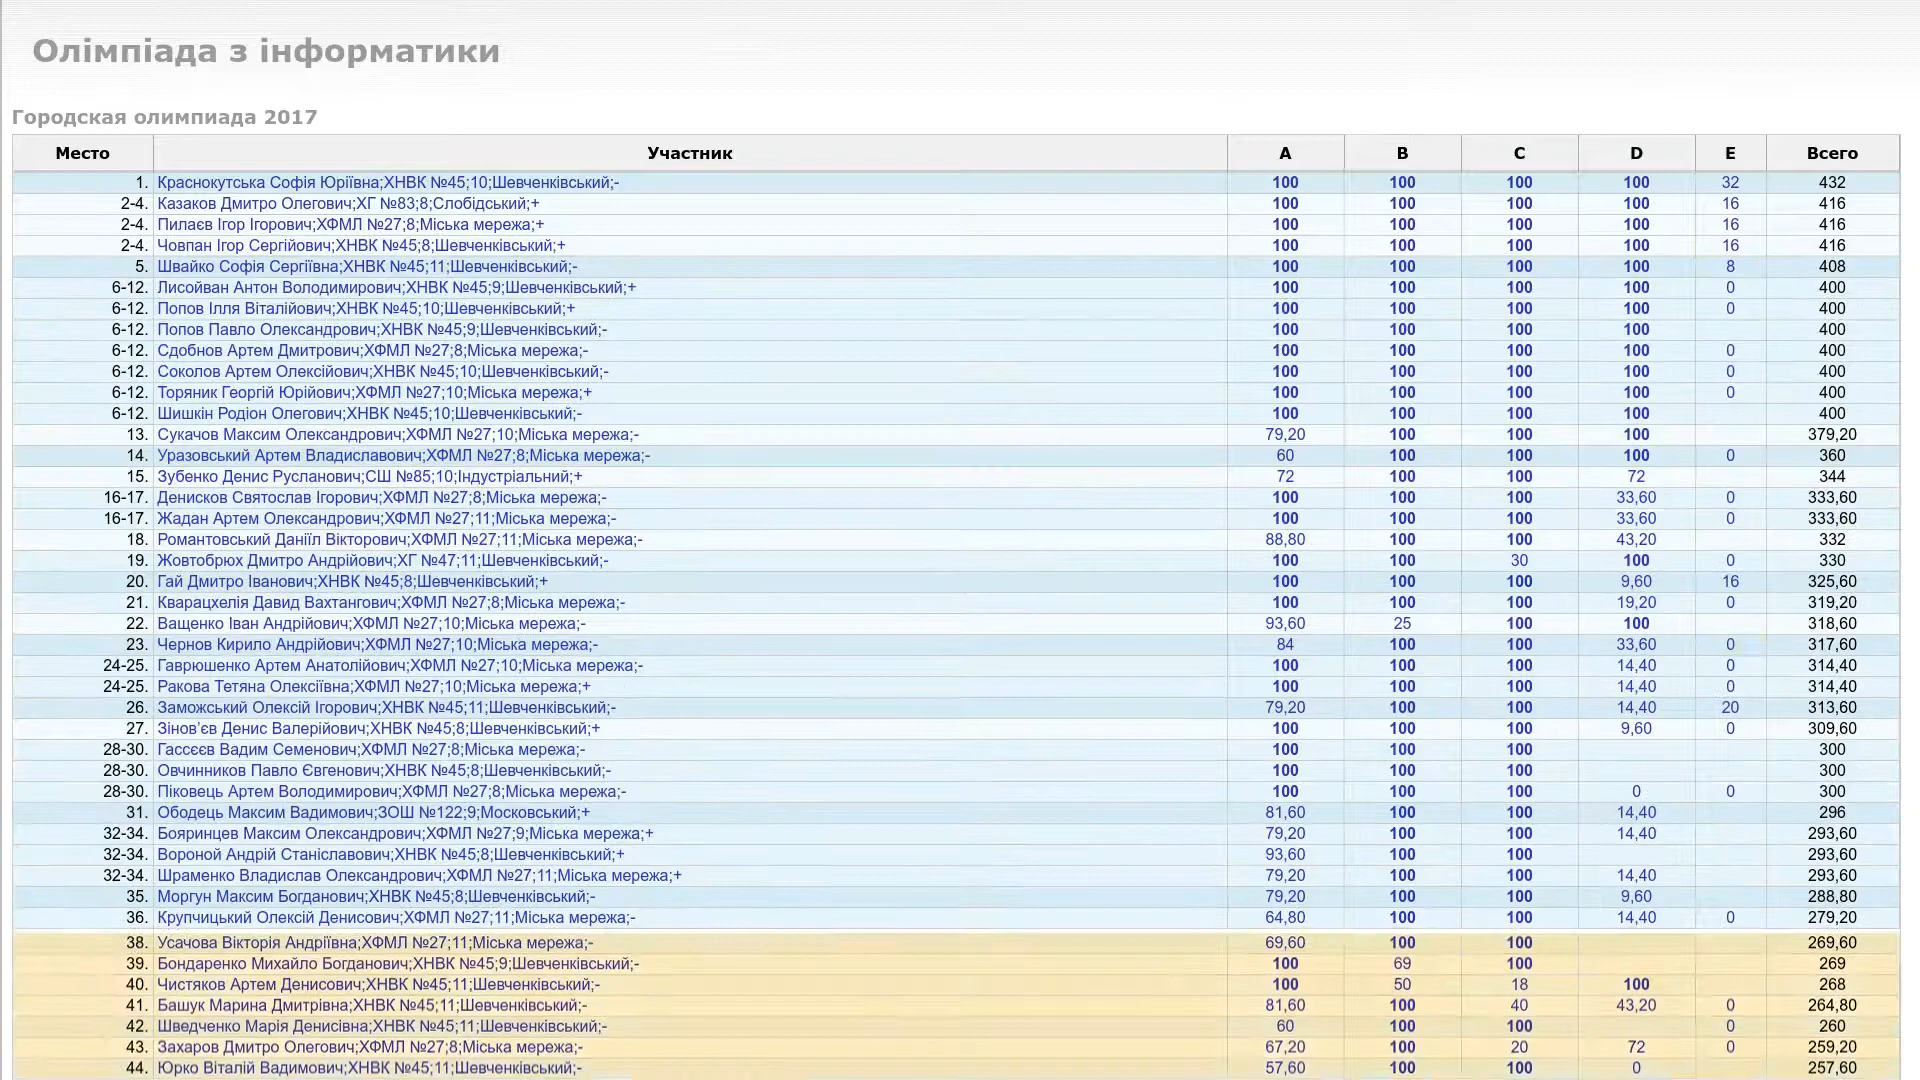 Олімпіада з інформатики
Городская олимпиада 2017
Место Участник A B C D E Всего
1. Краснокутська Софія Юріївна;ХНВК №45;10;Шевченківський;- 100 100 100 100 32 432
2-4. Казаков Дмитро Олегович;ХГ №83;8;Слобідський;+ 100 100 100 100 16 416
2-4. Пилаєв Ігор Ігорович;ХФМЛ №27;8;Міська мережа;+ 100 100 100 100 16 416
2-4. Човпан Ігор Сергійович;ХНВК №45;8;Шевченківський;+ 100 100 100 100 16 416
5. Швайко Софія Сергіївна;ХНВК №45;11;Шевченківський;- 100 100 100 100 8 408
6-12. Лисойван Антон Володимирович;ХНВК №45;9;Шевченківський;+ 100 100 100 100 0 400
6-12. Попов Ілля Віталійович;ХНВК №45;10;Шевченківський;+ 100 100 100 100 0 400
6-12. Попов Павло Олександрович;ХНВК №45;9;Шевченківський;- 100 100 100 100 400
6-12. Сдобнов Артем Дмитрович;ХФМЛ №27;8;Міська мережа;- 100 100 100 100 0 400
6-12. Соколов Артем Олексійович;ХНВК №45;10;Шевченківський;- 100 100 100 100 0 400
6-12. Торяник Георгій Юрійович;ХФМЛ №27;10;Міська мережа;+ 100 100 100 100 0 400
6-12. Шишкін Родіон Олегович;ХНВК №45;10;Шевченківський;- 100 100 100 100 400
13. Сукачов Максим Олександрович;ХФМЛ №27;10;Міська мережа;- 79,20 100 100 100 379,20
14. Уразовський Артем Владиславович;ХФМЛ №27;8;Міська мережа;- 60 100 100 100 0 360
15. Зубенко Денис Русланович;СШ №85;10;Індустріальний;+ 72 100 100 72 344
16-17. Денисков Святослав Ігорович;ХФМЛ №27;8;Міська мережа;- 100 100 100 33,60 0 333,60
16-17. Жадан Артем Олександрович;ХФМЛ №27;11;Міська мережа;- 100 100 100 33,60 0 333,60
18. Романтовський Даніїл Вікторович;ХФМЛ №27;11;Міська мережа;- 88,80 100 100 43,20 332
19. Жовтобрюх Дмитро Андрійович;ХГ №47;11;Шевченківський;- 100 100 30 100 0 330
20. Гай Дмитро Іванович;ХНВК №45;8;Шевченківський;+ 100 100 100 9,60 16 325,60
21. Кварацхелія Давид Вахтангович;ХФМЛ №27;8;Міська мережа;- 100 100 100 19,20 0 319,20
22. Ващенко Іван Андрійович;ХФМЛ №27;10;Міська мережа;- 93,60 25 100 100 318,60
23. Чернов Кирило Андрійович;ХФМЛ №27;10;Міська мережа;- 84 100 100 33,60 0 317,60
24-25. Гаврюшенко Артем Анатолійович;ХФМЛ №27;10;Міська мережа;- 100 100 100 14,40 0 314,40
24-25. Ракова Тетяна Олексіївна;ХФМЛ №27;10;Міська мережа;+ 100 100 100 14,40 0 314,40
26. Заможський Олексій Ігорович;ХНВК №45;11;Шевченківський;- 79,20 100 100 14,40 20 313,60
27. Зінов'єв Денис Валерійович;ХНВК №45;8;Шевченківський;+ 100 100 100 9,60 0 309,60
28-30. Гассєєв Вадим Семенович;ХФМЛ №27;8;Міська мережа;- 100 100 100 300
28-30. Овчинников Павло Євгенович;ХНВК №45;8;Шевченківський;- 100 100 100 300
28-30. Піковець Артем Володимирович;ХФМЛ №27;8;Міська мережа;- 100 100 100 0 0 300
31. Ободець Максим Вадимович;ЗОШ №122;9;Московський;+ 81,60 100 100 14,40 296
32-34. Бояринцев Максим Олександрович;ХФМЛ №27;9;Міська мережа;+ 79,20 100 100 14,40 293,60
32-34. Вороной Андрій Станіславович;ХНВК №45;8;Шевченківський;+ 93,60 100 100 293,60
32-34. Шраменко Владислав Олександрович;ХФМЛ №27;11;Міська мережа;+ 79,20 100 100 14,40 293,60
35. Моргун Максим Богданович;ХНВК №45;8;Шевченківський;- 79,20 100 100 9,60 288,80
36. Крупчицький Олексій Денисович;ХФМЛ №27;11;Міська мережа;- 64,80 100 100 14,40 0 279,20
38. Усачова Вікторія Андріївна;ХФМЛ №27;11;Міська мережа;- 69,60 100 100 269,60
39. Бондаренко Михайло Богданович;ХНВК №45;9;Шевченківський;- 100 69 100 269
40. Чистяков Артем Денисович;ХНВК №45;11;Шевченківський;- 100 50 18 100 268
41. Башук Марина Дмитрівна;ХНВК №45;11;Шевченківський;- 81,60 100 40 43,20 0 264,80
42. Шведченко Марія Денисівна;ХНВК №45;11;Шевченківський;- 60 100 100 0 260
43. Захаров Дмитро Олегович;ХФМЛ №27;8;Міська мережа;- 67,20 100 20 72 0 259,20
44. Юрко Віталій Вадимович;ХНВК №45;11;Шевченківський;- 57,60 100 100 0 257,60